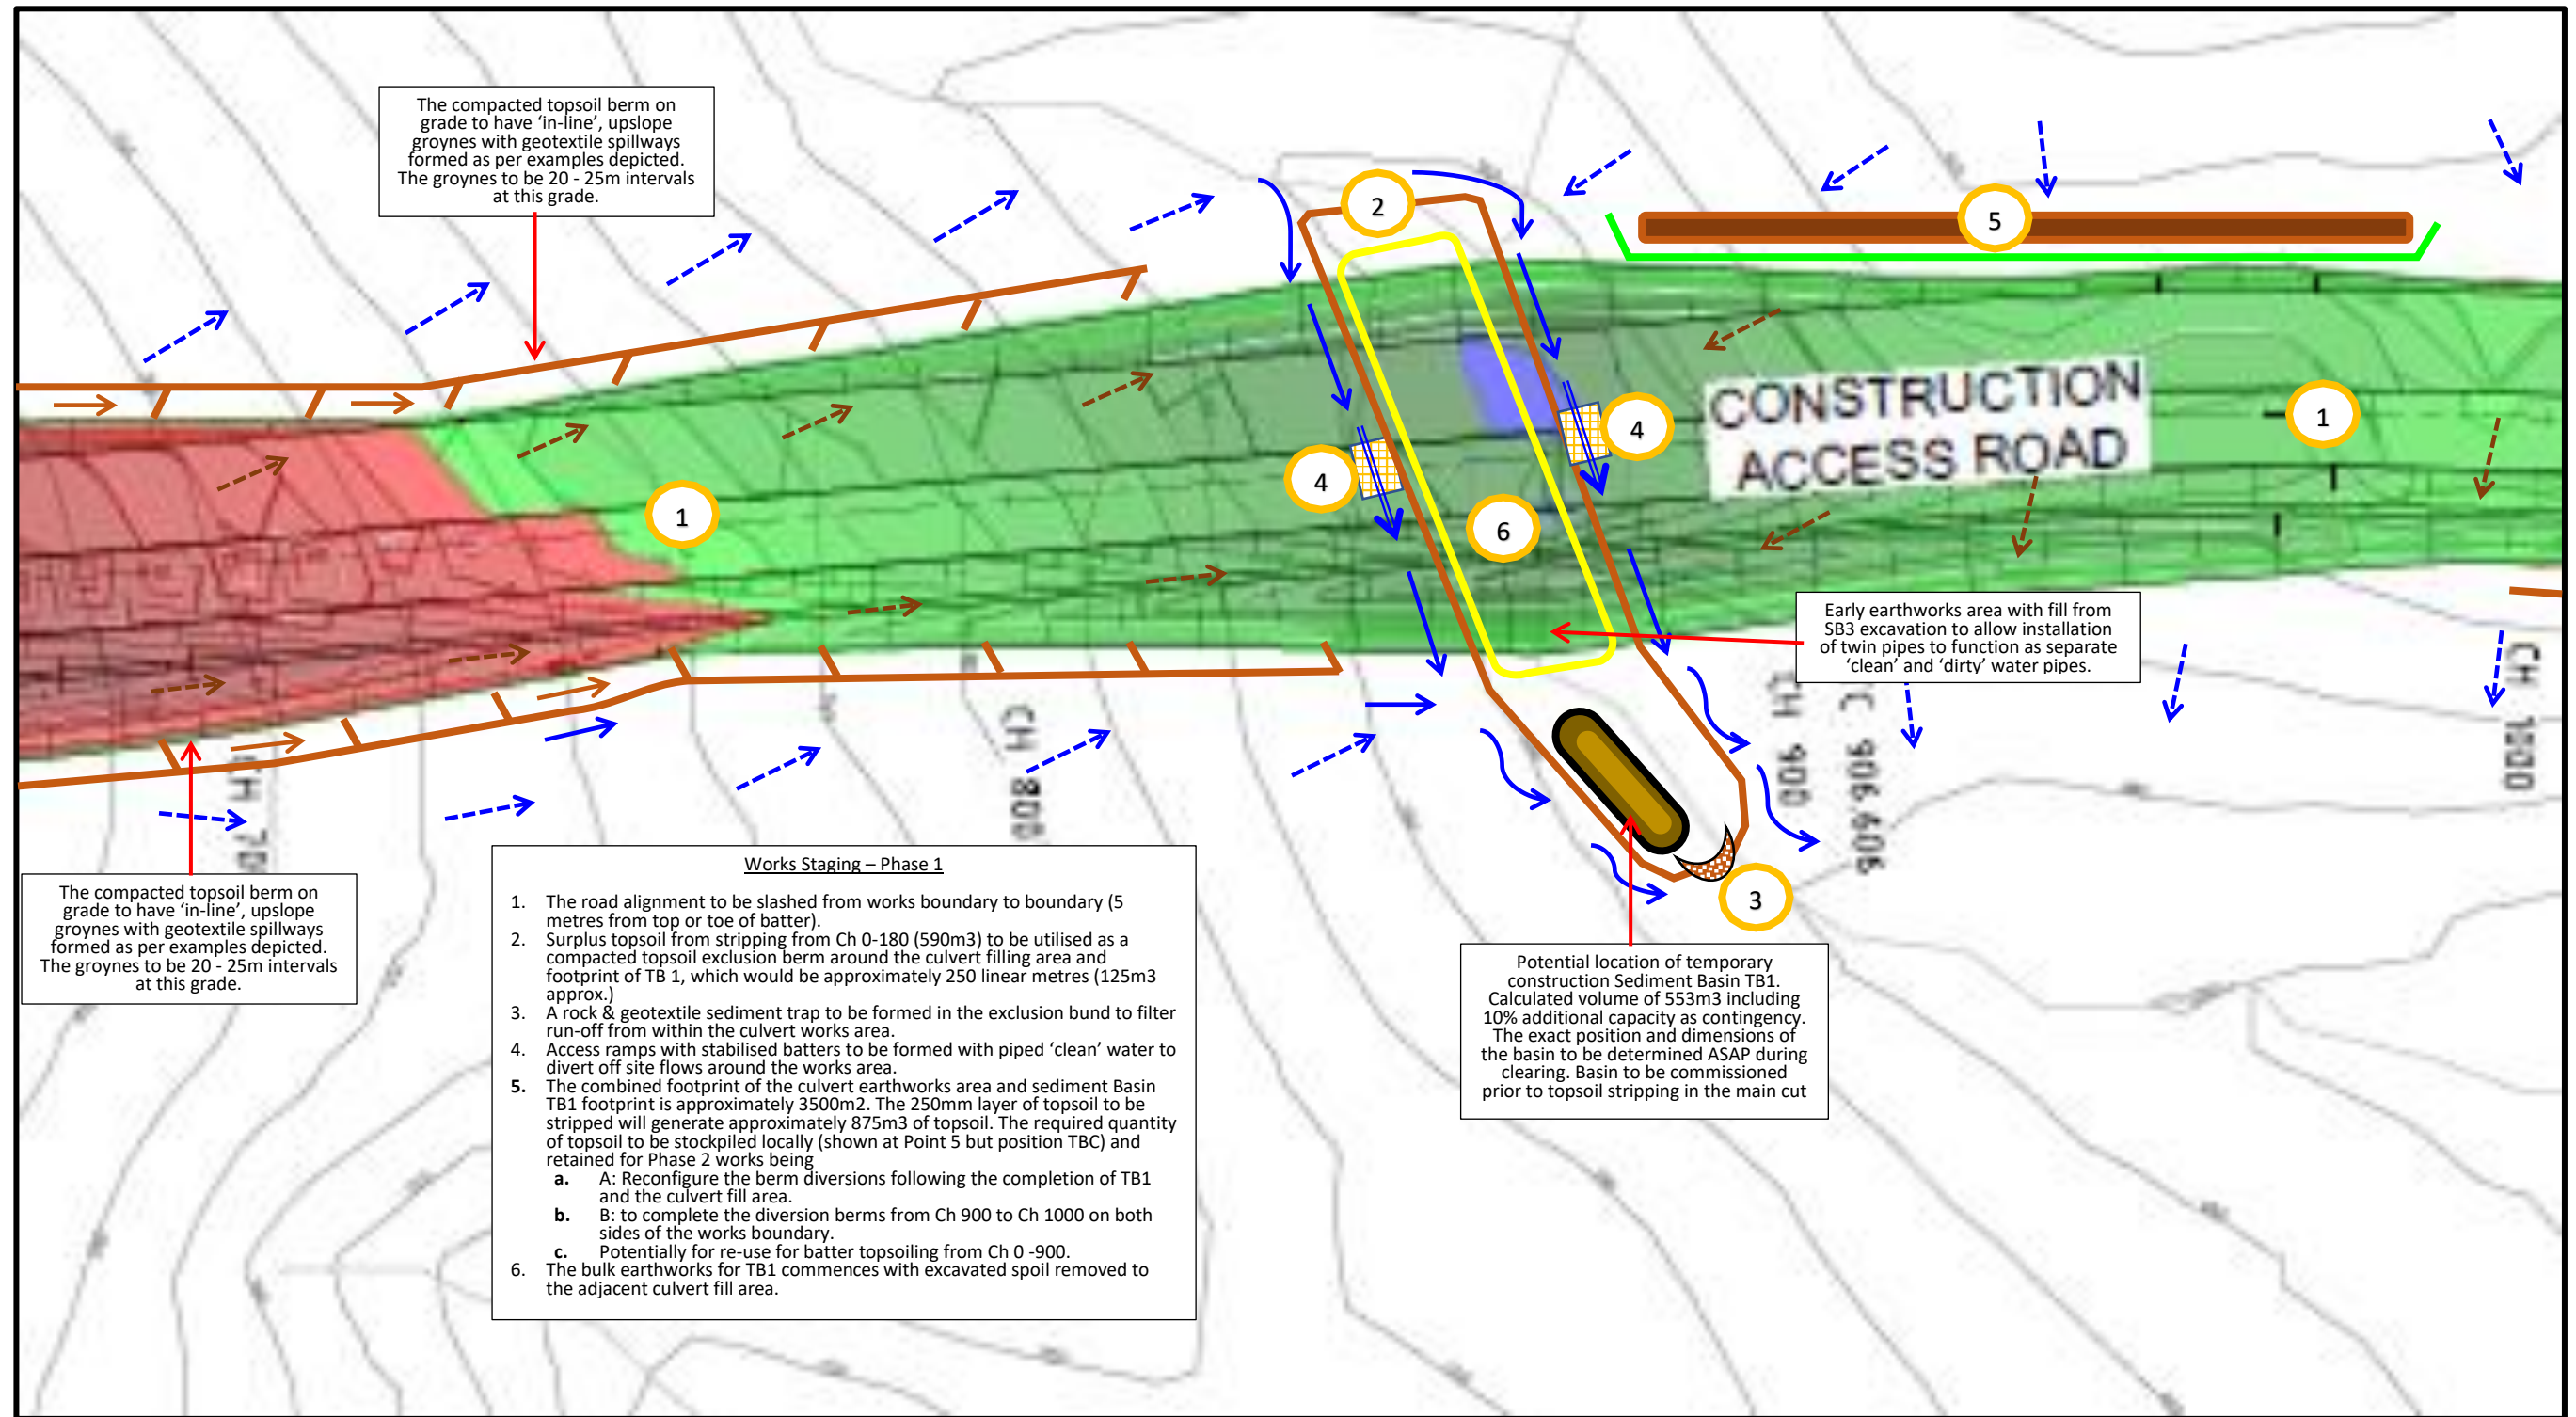 The compacted topsoil berm on
grade to have ‘in-line’, upslope
groynes with geotextile spillways
formed as per examples depicted.
The groynes to be 20 - 25m intervals
at this grade.
2
5
4
4
1
1
6
CONSTRUCTION
ACCESS ROAD
Early earthworks area with fill from
SB3 excavation to allow installation
of twin pipes to function as separate
‘clean’ and ‘dirty’ water pipes.
CH 800
CH 900
906.906
CH 1000
3
The compacted topsoil berm on
grade to have ‘in-line’, upslope
groynes with geotextile spillways
formed as per examples depicted.
The groynes to be 20 - 25m intervals
at this grade.
Works Staging – Phase 1
1. The road alignment to be slashed from works boundary to boundary (5
metres from top or toe of batter).
2. Surplus topsoil from stripping from Ch 0-180 (590m3) to be utilised as a
compacted topsoil exclusion berm around the culvert filling area and
footprint of TB 1, which would be approximately 250 linear metres (125m3
approx.)
3. A rock & geotextile sediment trap to be formed in the exclusion bund to filter
run-off from within the culvert works area.
4. Access ramps with stabilised batters to be formed with piped ‘clean’ water to
divert off site flows around the works area.
5. The combined footprint of the culvert earthworks area and sediment Basin
TB1 footprint is approximately 3500m2. The 250mm layer of topsoil to be
stripped will generate approximately 875m3 of topsoil. The required quantity
of topsoil to be stockpiled locally (shown at Point 5 but position TBC) and
retained for Phase 2 works being
a. A: Reconfigure the berm diversions following the completion of TB1
and the culvert fill area.
b. B: to complete the diversion berms from Ch 900 to Ch 1000 on both
sides of the works boundary.
c. Potentially for re-use for batter topsoiling from Ch 0 -900.
6. The bulk earthworks for TB1 commences with excavated spoil removed to
the adjacent culvert fill area.
Potential location of temporary
construction Sediment Basin TB1.
Calculated volume of 553m3 including
10% additional capacity as contingency.
The exact position and dimensions of
the basin to be determined ASAP during
clearing. Basin to be commissioned
prior to topsoil stripping in the main cut